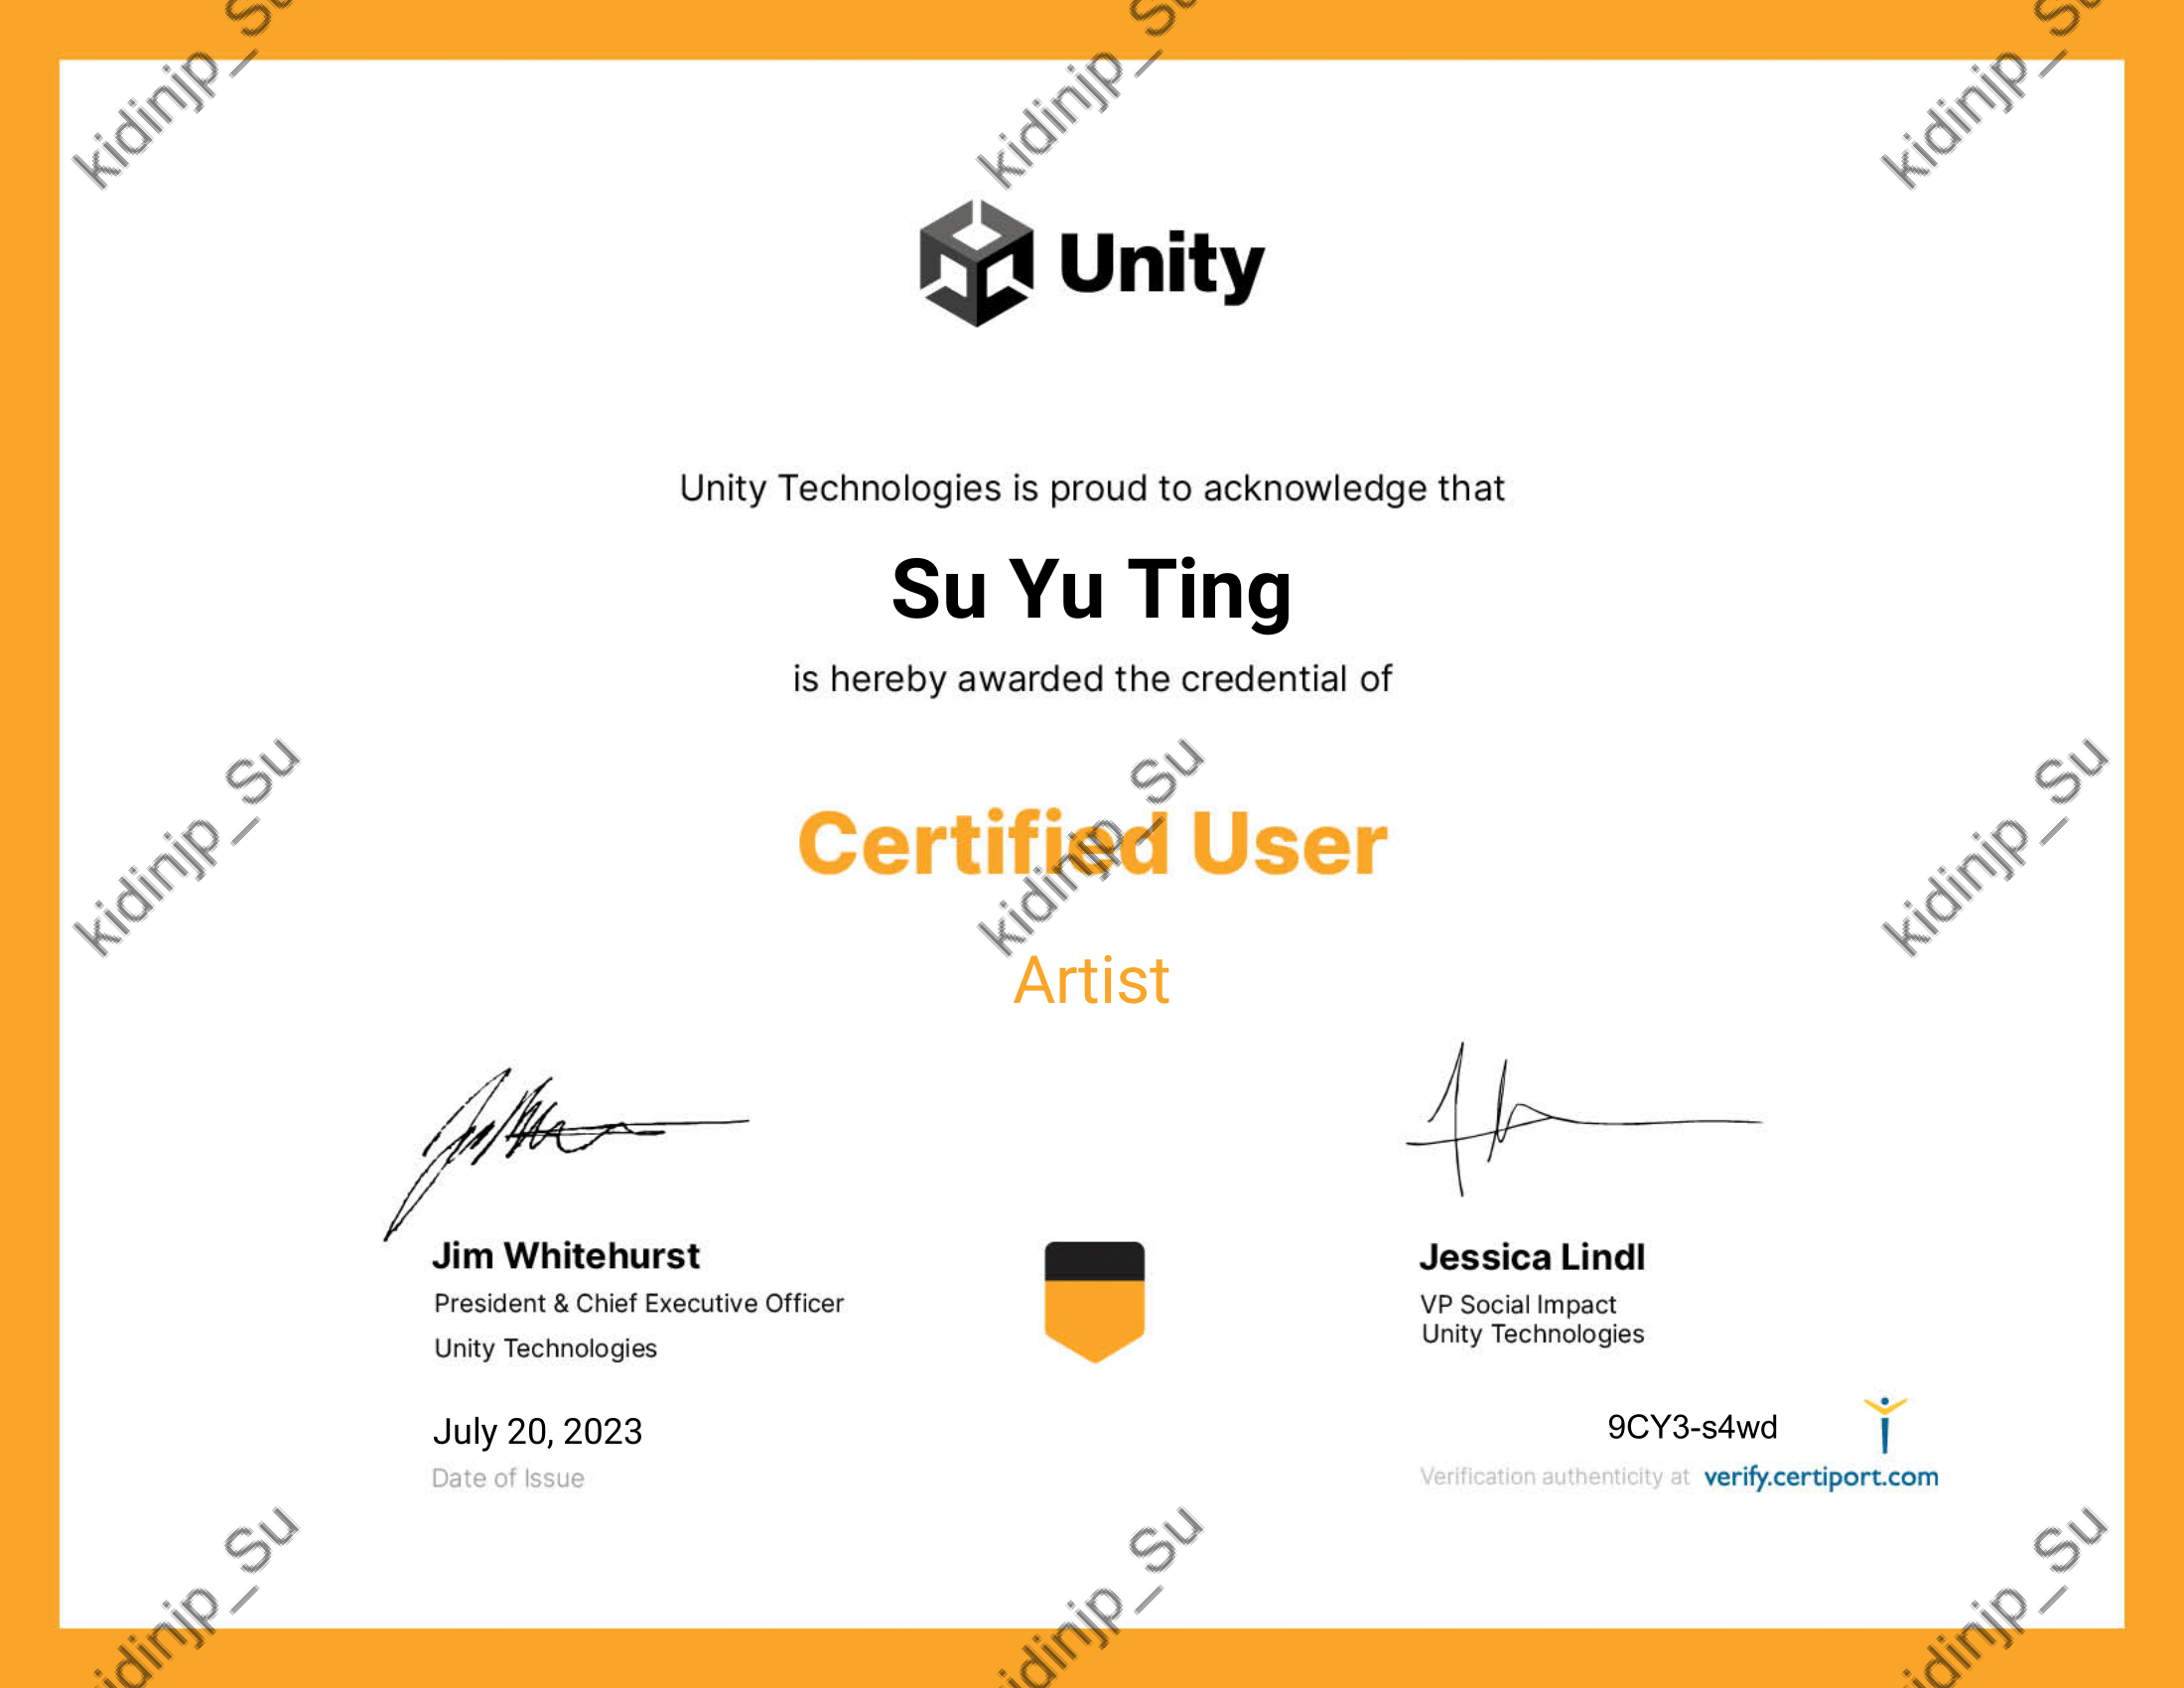 kidinjp_Su
kidinjp_Su
kidinjp_Su
Unity
Unity Technologies is proud to acknowledge that
Su Yu Ting
is hereby awarded the credential of
kidinjp_Su
kidinjp_Su
kidinjp_Su
Certified User
Artist
Jim Whitehurst
President & Chief Executive Officer
Unity Technologies
July 20, 2023
Date of Issue
Jessica Lindl
VP Social Impact
Unity Technologies
9CY3-s4wd
Verification authenticity at verify.certiport.com
kidinjp_Su
kidinjp_Su
kidinjp_Su